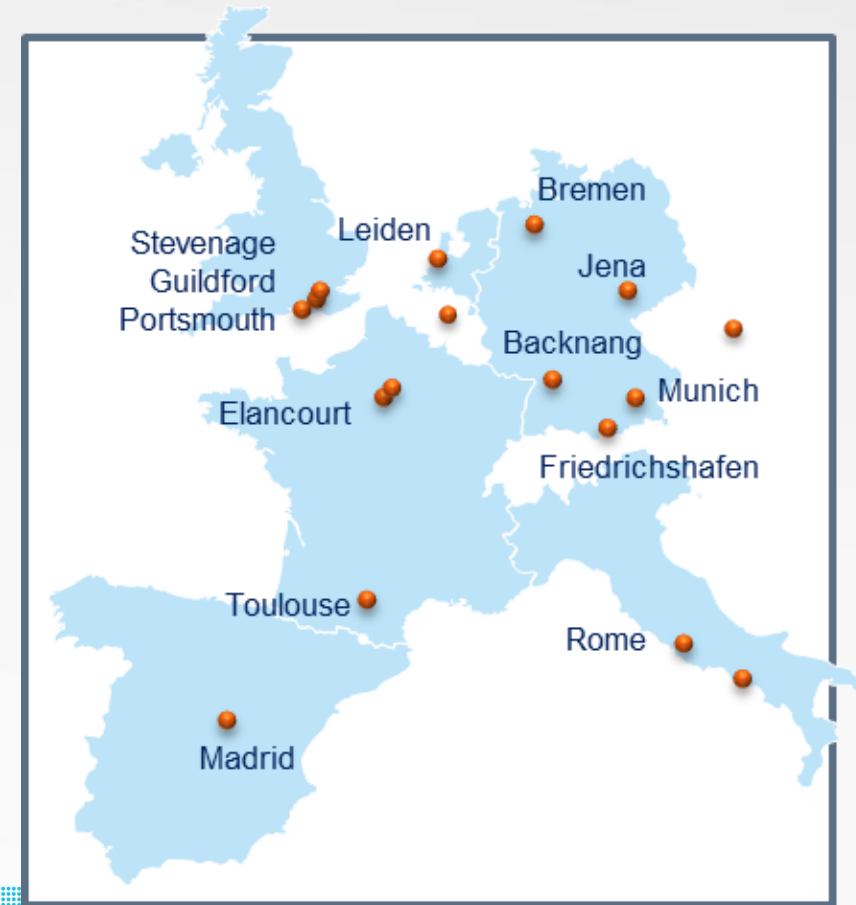 Bremen
Leiden
Stevenage
Jena
Guildford
Portsmouth
Backnang
Munich
Elancourt
Friedrichshafen
Toulouse
Rome
Madrid